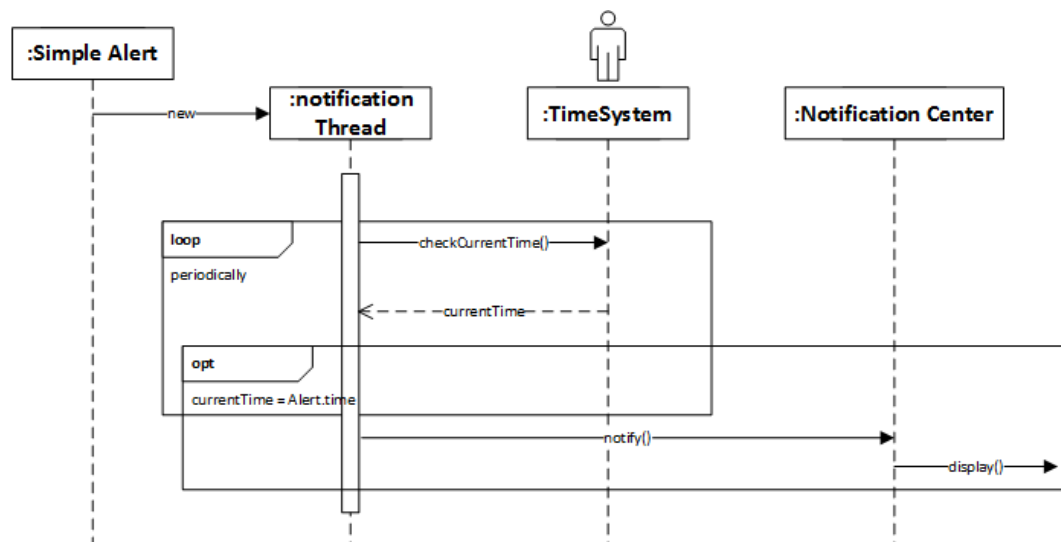 :Simple Alert
:notification
Thread
:TimeSystem
:Notification Center
new
loop
checkCurrentTime()
periodically
currentTime
opt
currentTime = Alert.time
notify()
display()